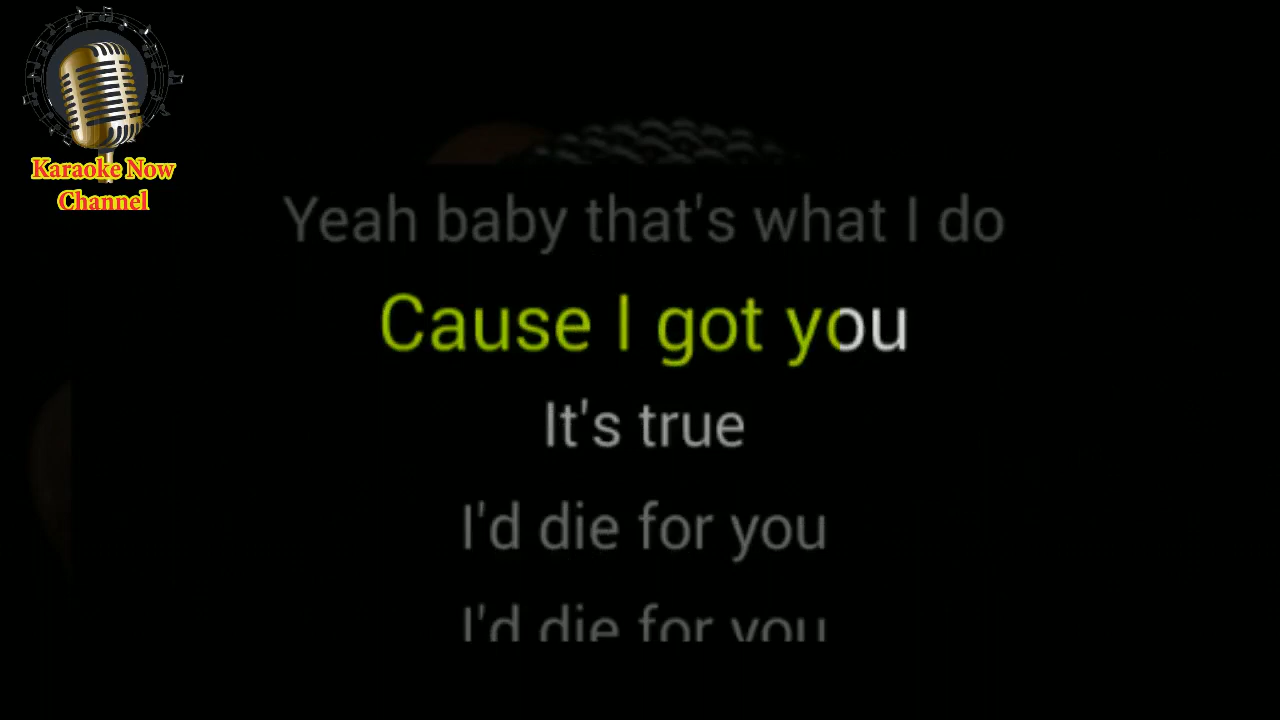 Karaoke Now
Channel
Yeah baby that's what I do
Cause I got you
It's true
I'd die for you
I'd die for you